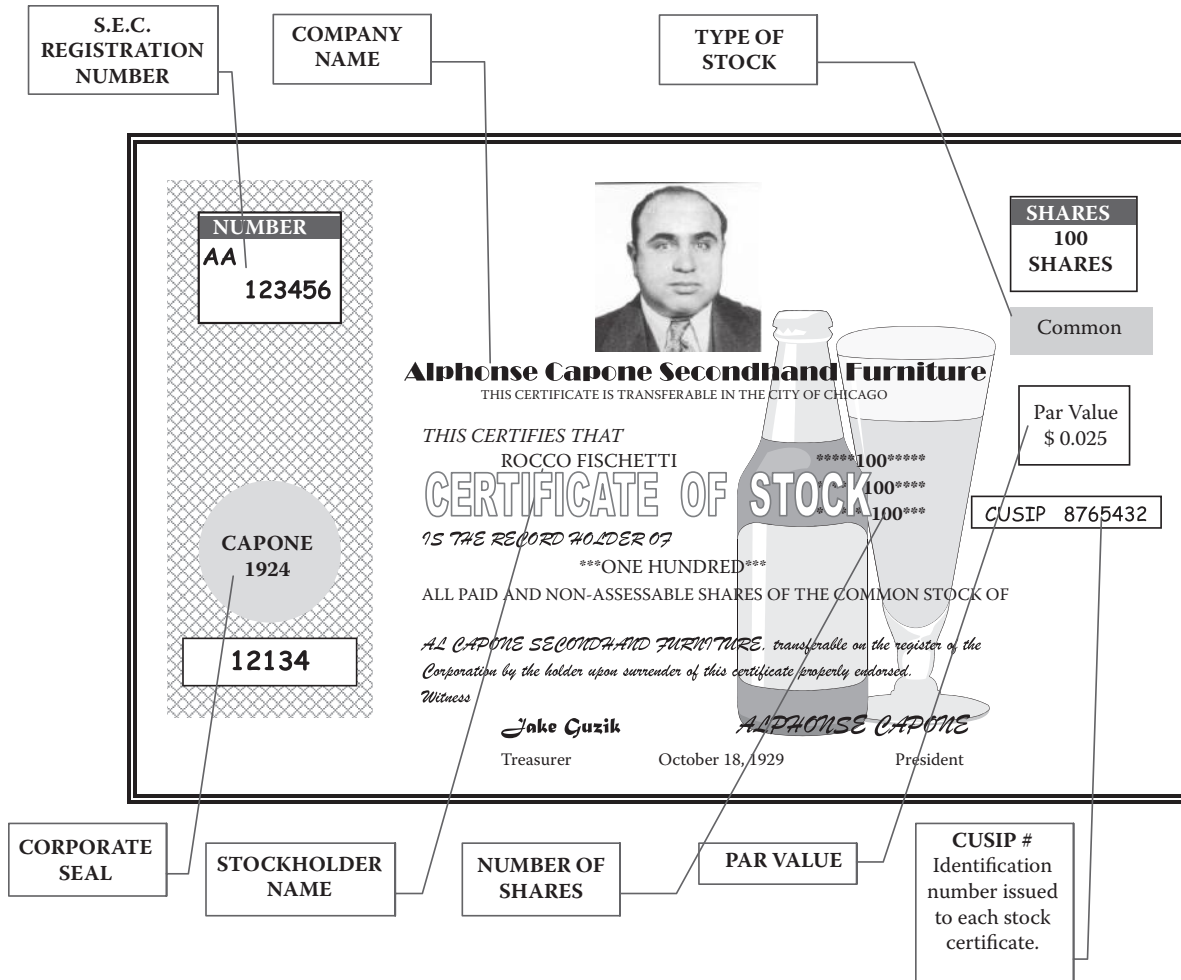 S.E.C.
REGISTRATION
NUMBER
COMPANY
NAME
TYPE OF
STOCK
NUMBER
AA
123456
SHARES
100
SHARES
Common
Alphonse Capone Secondhand Furniture
THIS CERTIFICATE IS TRANSFERABLE IN THE CITY OF CHICAGO
Par Value
$ 0.025
THIS CERTIFIES THAT
ROCCO FISCHETTI
*****100*****
CERTIFICATE OF STOCK
*****100****
CUSIP 8765432
******100***
IS THE RECORD HOLDER OF
***ONE HUNDRED***
CAPONE
1924
ALL PAID AND NON-ASSESSABLE SHARES OF THE COMMON STOCK OF
12134
AL CAPONE SECONDHAND FURNITURE, transferable on the register of the
Corporation by the holder upon surrender of this certificate properly endorsed.
Witness
Jake Guzik
ALPHONSE CAPONE
Treasurer
October 18, 1929
President
CORPORATE
SEAL
STOCKHOLDER
NAME
NUMBER OF
SHARES
PAR VALUE
CUSIP #
Identification
number issued
to each stock
certificate.